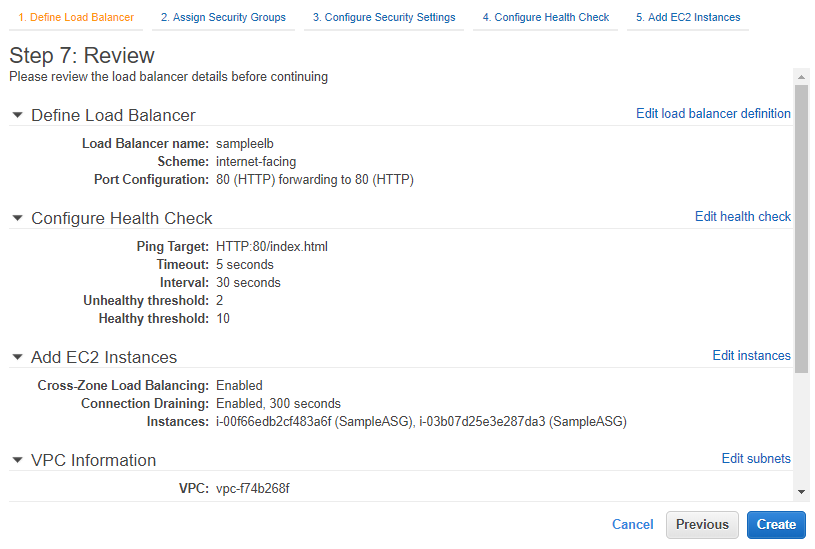 1. Define Load Balancer 2. Assign Security Groups 3. Configure Security Settings 4. Configure Health Check 5. Add EC2 Instances
Step 7: Review
Please review the load balancer details before continuing
Define Load Balancer Edit load balancer definition
Load Balancer name: sampleelb
Scheme: internet-facing
Port Configuration: 80 (HTTP) forwarding to 80 (HTTP)
Configure Health Check Edit health check
Ping Target: HTTP:80/index.html
Timeout: 5 seconds
Interval: 30 seconds
Unhealthy threshold: 2
Healthy threshold: 10
Add EC2 Instances Edit instances
Cross-Zone Load Balancing: Enabled
Connection Draining: Enabled, 300 seconds
Instances: i-00f66edb2cf483a6f (SampleASG), i-03b07d25e3e287da3 (SampleASG)
VPC Information Edit subnets
VPC: vpc-f74b268f
Cancel Previous Create